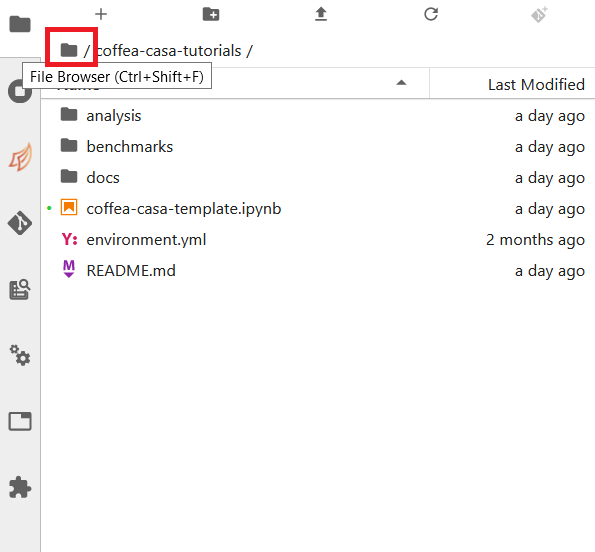 / coffea-casa-tutorials /
File Browser (Ctrl+Shift+F)
Last Modified
analysis a day ago
benchmarks a day ago
docs a day ago
coffea-casa-template.ipynb a day ago
Y: environment.yml 2 months ago
M README.md a day ago